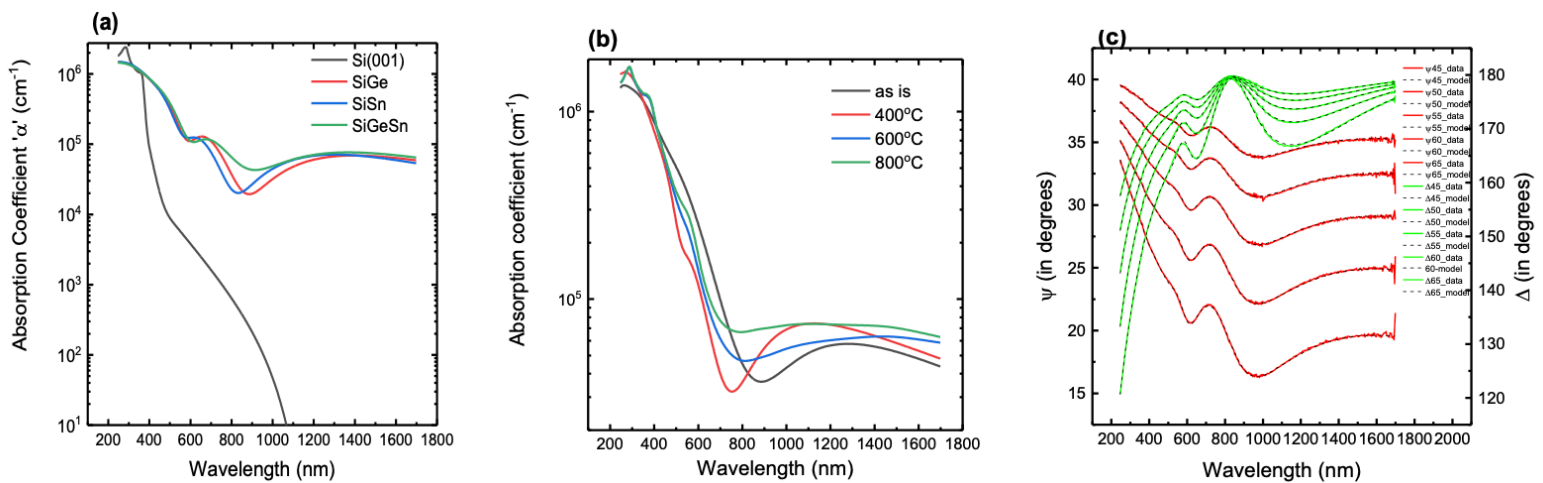 (a)
Absorption Coefficient 'α' (cm-1)
10⁶
10⁵
10⁴
10³
10²
10¹
Si(001)
SiGe
SiSn
SiGeSn
200 400 600 800 1000 1200 1400 1600 1800
Wavelength (nm)
(b)
Absorption coefficient (cm-1)
10⁶
10⁵
as is
400ºC
600ºC
800ºC
200 400 600 800 1000 1200 1400 1600 1800
Wavelength (nm)
(c)
ψ (in degrees)
40
35
30
25
20
15
ψ45_data
ψ45_model
ψ50_data
ψ50_model
ψ55_data
ψ55_model
ψ60_data
ψ60_model
ψ65_data
ψ65_model
Δ45_data
Δ45_model
Δ50_data
Δ50_model
Δ55_data
Δ55_model
Δ60_data
60-model
Δ65_data
Δ65_model
180
170
160
150
140
130
120
Δ (in degrees)
200 400 600 800 1000 1200 1400 1600 1800 2000
Wavelength (nm)